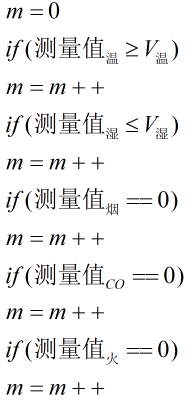 m = 0
if (测量值温 ≥ V温)
m = m + +
if (测量值湿 ≤ V湿)
m = m + +
if (测量值烟 == 0)
m = m + +
if (测量值CO == 0)
m = m + +
if (测量值火 == 0)
m = m + +